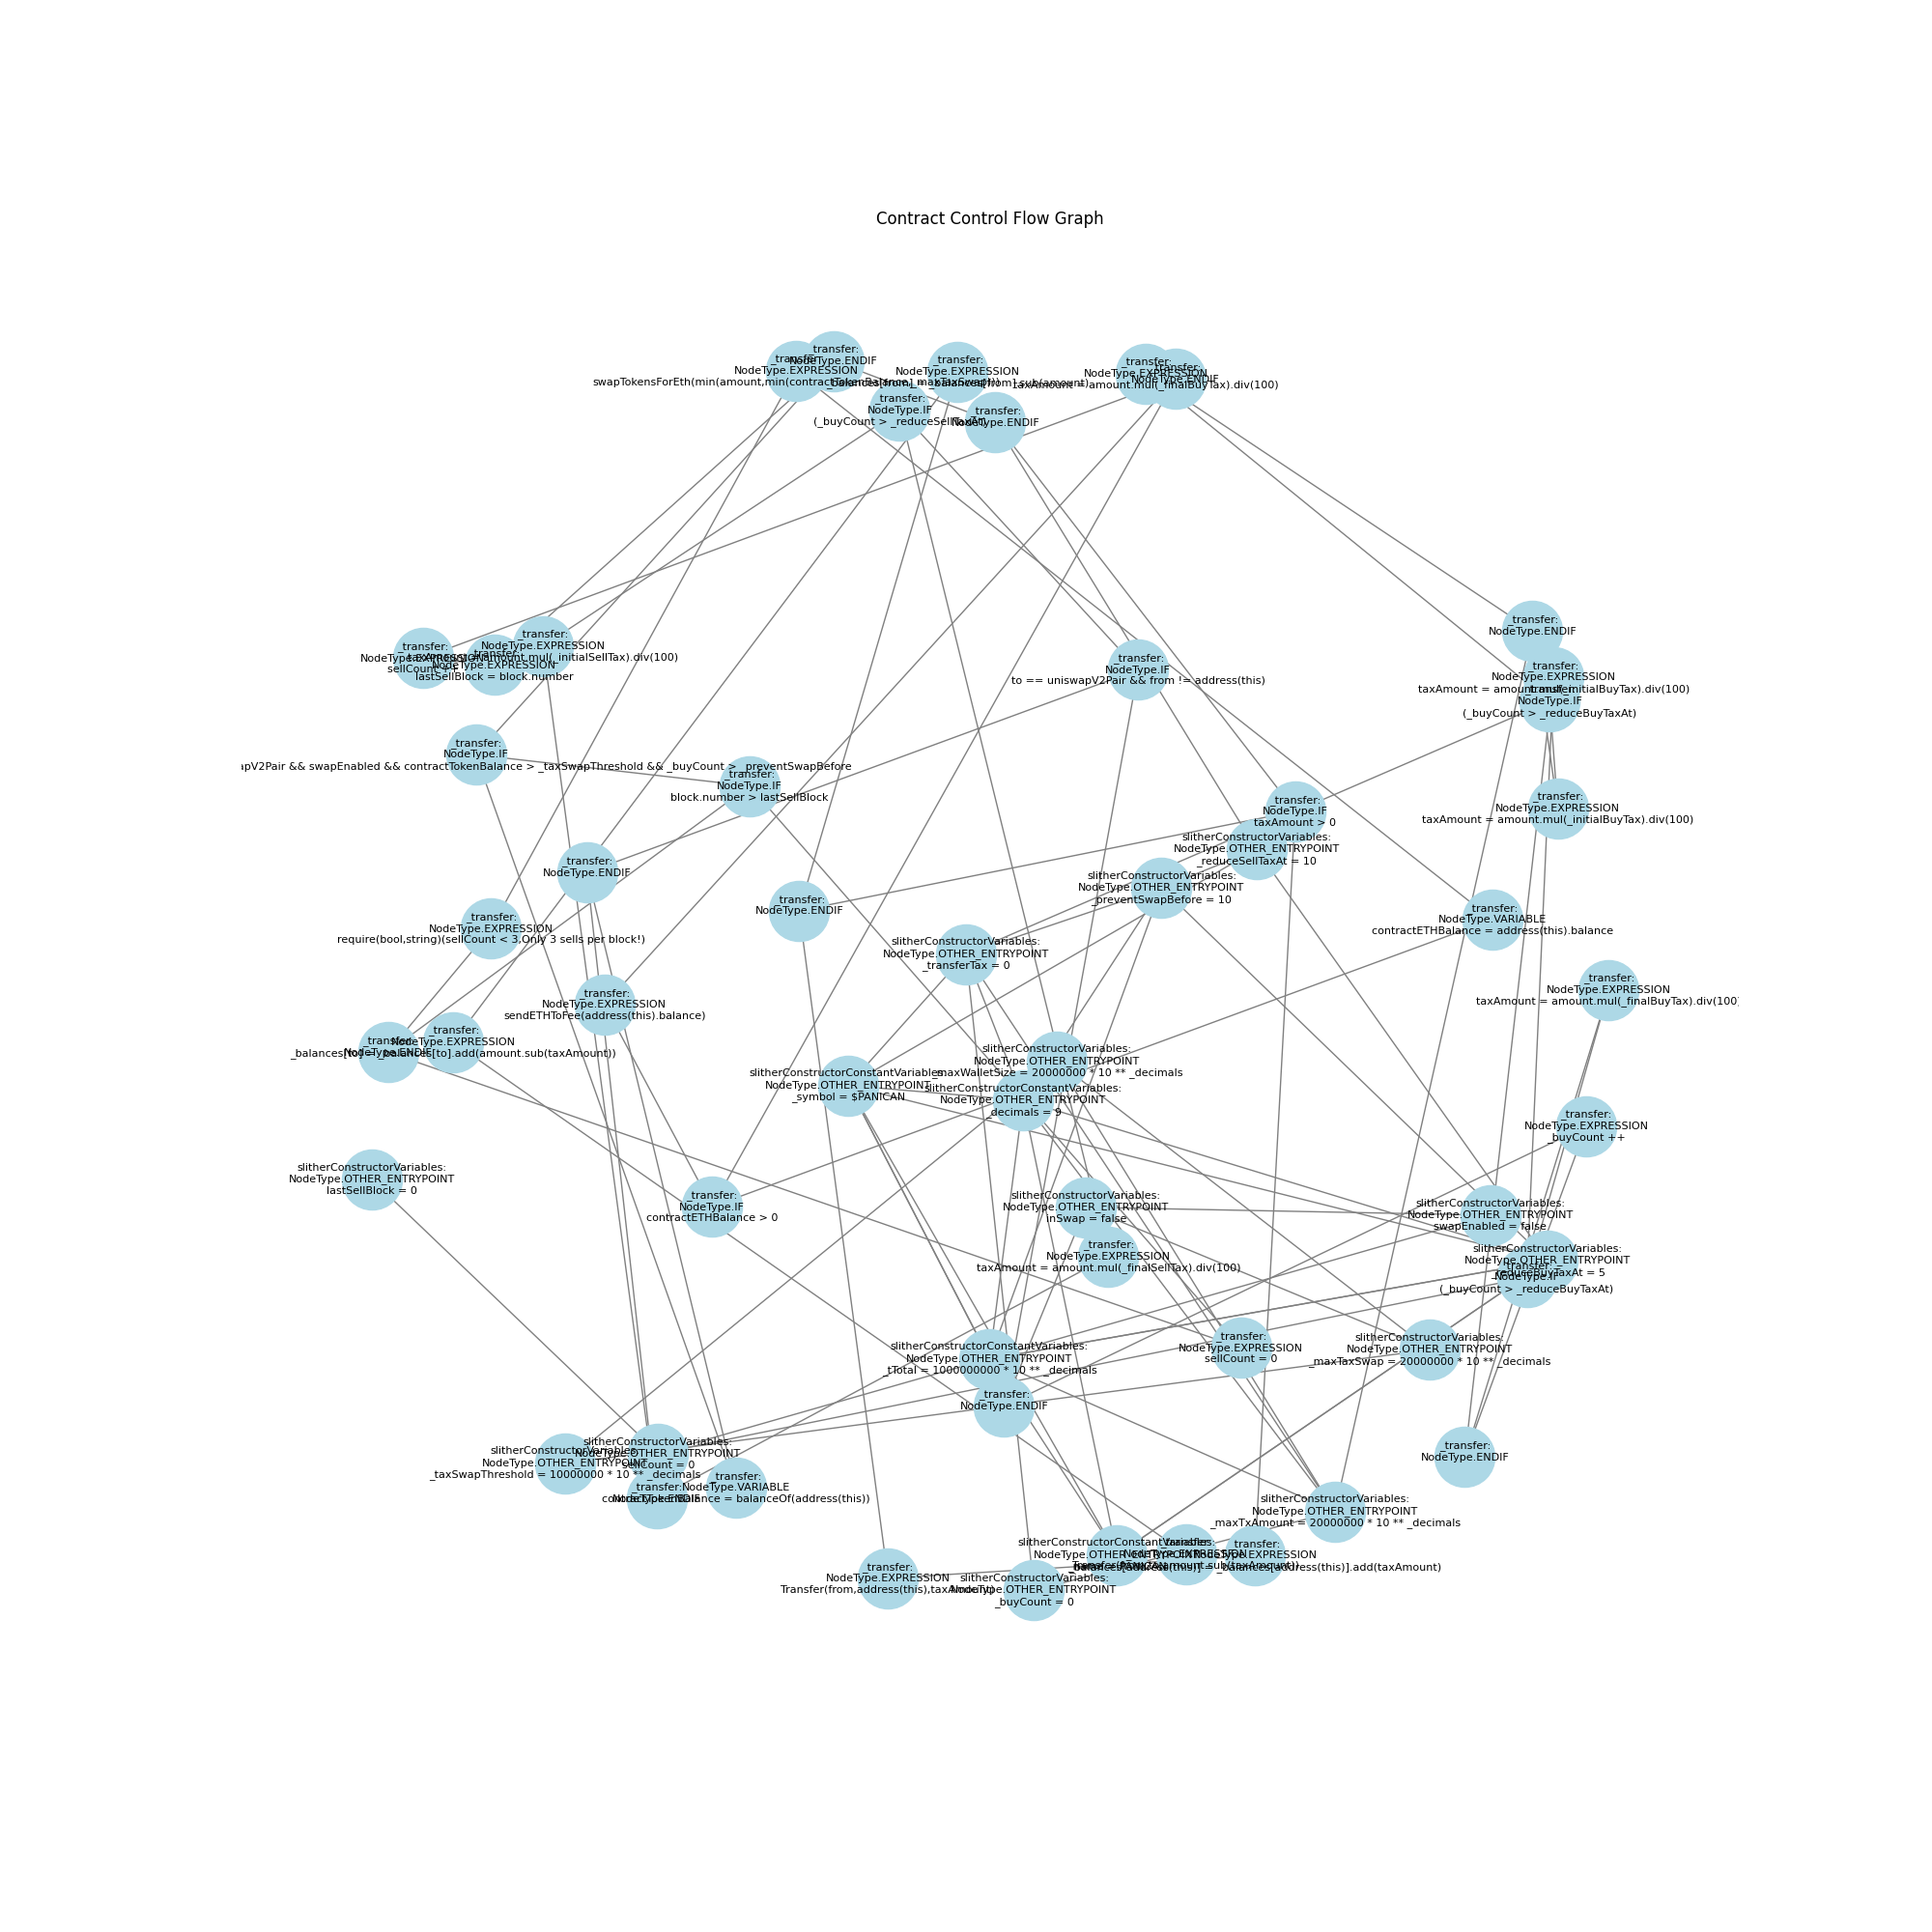 Contract Control Flow Graph
_transfer:
NodeType.ENDIF
_transfer:
NodeType.EXPRESSION
swapTokensForEth(min(amount,min(contractTokenBalance,_maxTaxSwap)))
_transfer:
NodeType.EXPRESSION
_balances[from] = _balances[from].sub(amount)
_transfer:
NodeType.EXPRESSION
taxAmount = amount.mul(_finalBuyTax).div(100)
_transfer:
NodeType.ENDIF
_transfer:
NodeType.IF
(_buyCount > _reduceSellTaxAt)
_transfer:
NodeType.ENDIF
_transfer:
NodeType.ENDIF
_transfer:
NodeType.EXPRESSION
taxAmount = amount.mul(_initialSellTax).div(100)
_transfer:
NodeType.EXPRESSION
sellCount ++
_transfer:
NodeType.EXPRESSION
lastSellBlock = block.number
_transfer:
NodeType.IF
to == uniswapV2Pair && from != address(this)
_transfer:
NodeType.EXPRESSION
taxAmount = amount.mul(_initialBuyTax).div(100)
_transfer:
NodeType.IF
(_buyCount > _reduceBuyTaxAt)
_transfer:
NodeType.IF
apV2Pair && swapEnabled && contractTokenBalance > _taxSwapThreshold && _buyCount > _preventSwapBefore
_transfer:
NodeType.IF
block.number > lastSellBlock
_transfer:
NodeType.IF
taxAmount > 0
_transfer:
NodeType.EXPRESSION
taxAmount = amount.mul(_initialBuyTax).div(100)
slitherConstructorVariables:
NodeType.OTHER_ENTRYPOINT
_reduceSellTaxAt = 10
_transfer:
NodeType.ENDIF
slitherConstructorVariables:
NodeType.OTHER_ENTRYPOINT
_preventSwapBefore = 10
_transfer:
NodeType.ENDIF
_transfer:
NodeType.VARIABLE
contractETHBalance = address(this).balance
_transfer:
NodeType.EXPRESSION
require(bool,string)(sellCount < 3,Only 3 sells per block!)
slitherConstructorVariables:
NodeType.OTHER_ENTRYPOINT
_transferTax = 0
_transfer:
NodeType.EXPRESSION
taxAmount = amount.mul(_finalBuyTax).div(100)
_transfer:
NodeType.EXPRESSION
sendETHToFee(address(this).balance)
_transfer:
NodeType.EXPRESSION
_balances[to] = _balances[to].add(amount.sub(taxAmount))
_transfer:
NodeType.ENDIF
slitherConstructorVariables:
NodeType.OTHER_ENTRYPOINT
_maxWalletSize = 20000000 * 10 ** _decimals
slitherConstructorConstantVariables:
NodeType.OTHER_ENTRYPOINT
_symbol = $PANICAN
slitherConstructorConstantVariables:
NodeType.OTHER_ENTRYPOINT
_decimals = 9
_transfer:
NodeType.EXPRESSION
_buyCount ++
slitherConstructorVariables:
NodeType.OTHER_ENTRYPOINT
lastSellBlock = 0
_transfer:
NodeType.IF
contractETHBalance > 0
slitherConstructorVariables:
NodeType.OTHER_ENTRYPOINT
inSwap = false
slitherConstructorVariables:
NodeType.OTHER_ENTRYPOINT
swapEnabled = false
_transfer:
NodeType.EXPRESSION
taxAmount = amount.mul(_finalSellTax).div(100)
slitherConstructorVariables:
NodeType.OTHER_ENTRYPOINT
_reduceBuyTaxAt = 5
_transfer:
NodeType.IF
(_buyCount > _reduceBuyTaxAt)
slitherConstructorConstantVariables:
NodeType.OTHER_ENTRYPOINT
_tTotal = 1000000000 * 10 ** _decimals
_transfer:
NodeType.EXPRESSION
sellCount = 0
slitherConstructorVariables:
NodeType.OTHER_ENTRYPOINT
_maxTaxSwap = 20000000 * 10 ** _decimals
_transfer:
NodeType.ENDIF
slitherConstructorVariables:
NodeType.OTHER_ENTRYPOINT
_taxSwapThreshold = 10000000 * 10 ** _decimals
slitherConstructorVariables:
NodeType.OTHER_ENTRYPOINT
sellCount = 0
_transfer:
NodeType.ENDIF
_transfer:
NodeType.VARIABLE
contractTokenBalance = balanceOf(address(this))
_transfer:
NodeType.ENDIF
slitherConstructorVariables:
NodeType.OTHER_ENTRYPOINT
_maxTxAmount = 20000000 * 10 ** _decimals
slitherConstructorConstantVariables:
NodeType.OTHER_ENTRYPOINT
_transfer:
NodeType.EXPRESSION
_transfer:
NodeType.EXPRESSION
_balances[address(this)] = _balances[address(this)].add(taxAmount)
_transfer:
NodeType.EXPRESSION
Transfer(from,address(this),taxAmount)
slitherConstructorVariables:
NodeType.OTHER_ENTRYPOINT
_buyCount = 0